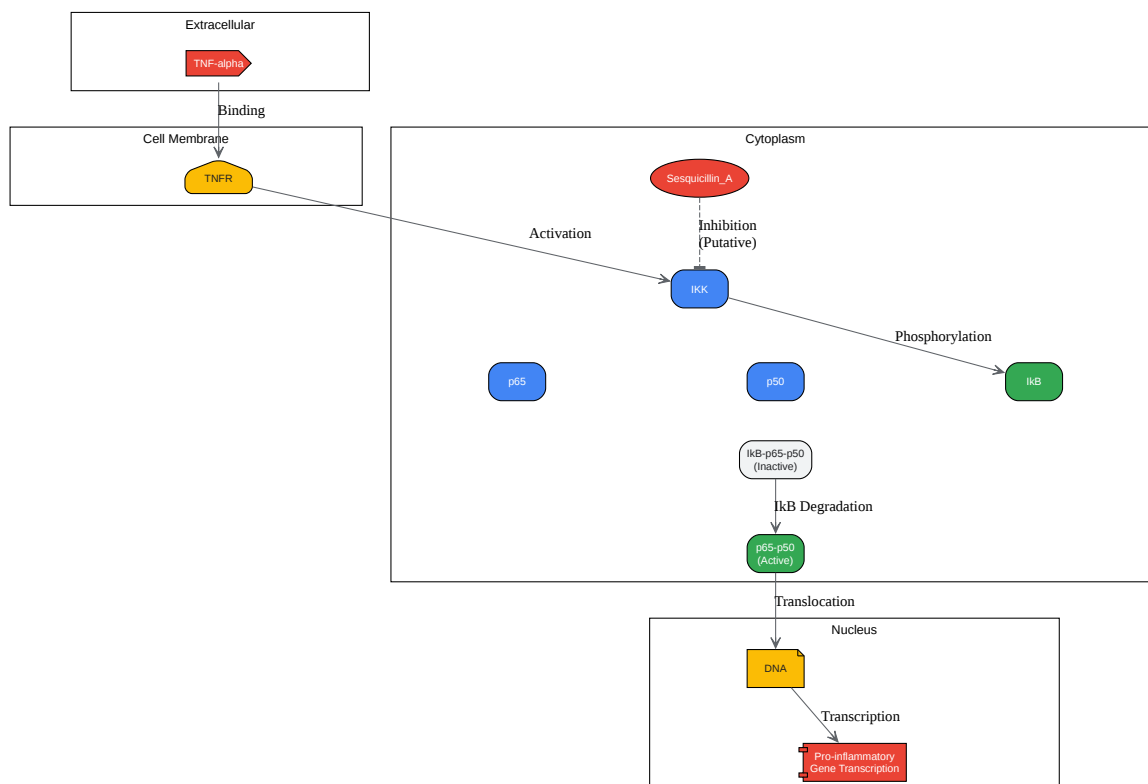 Extracellular
TNF-alpha
Binding
Cell Membrane
TNFR
Cytoplasm
Sesquicillin_A
Activation
Inhibition
(Putative)
IKK
Phosphorylation
p65
p50
IkB
IkB-p65-p50
(Inactive)
IkB Degradation
p65-p50
(Active)
Translocation
Nucleus
DNA
Transcription
Pro-inflammatory
Gene Transcription